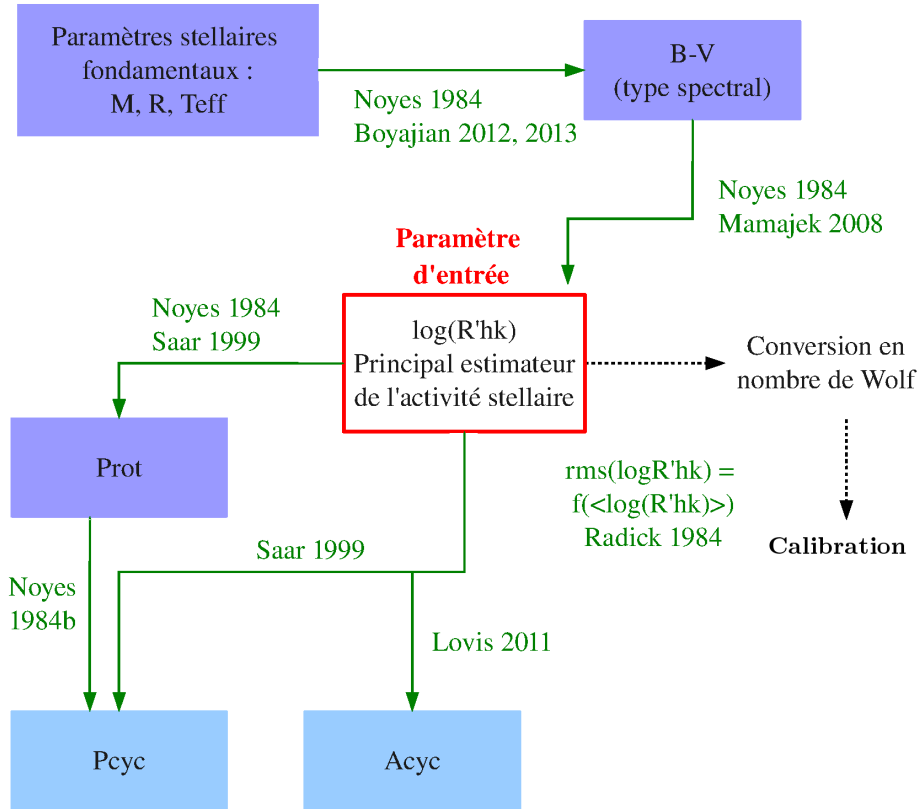 Paramètres stellaires
fondamentaux :
M, R, Teff
B-V
(type spectral)
Noyes 1984
Boyajian 2012, 2013
Noyes 1984
Mamajek 2008
Paramètre
d'entrée
Noyes 1984
Saar 1999
log(R'hk)
Principal estimateur
de l'activité stellaire
Conversion en
nombre de Wolf
Prot
rms(logR'hk) =
f(<log(R'hk)>)
Radick 1984
Calibration
Saar 1999
Noyes
1984b
Lovis 2011
Pcyc
Acyc